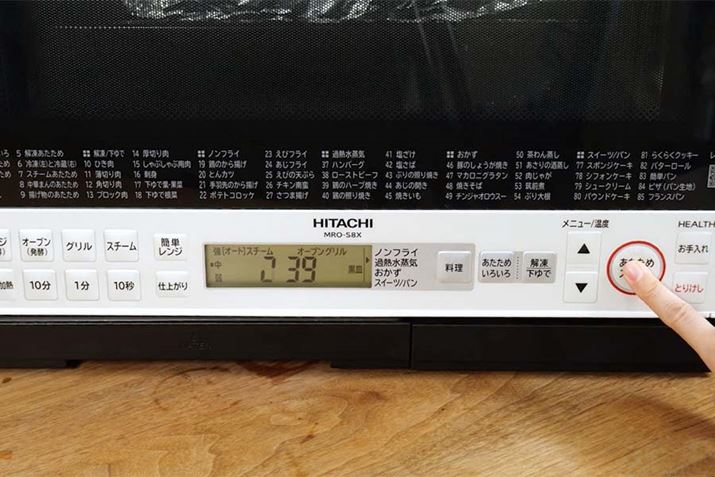 5 解凍あたため
6 冷凍(左)と冷蔵(右)
7 スチームあたため
8 中華まんのあたため
9 揚げ物のあたため
解凍/下ゆで
10 ひき肉
11 薄切り肉
12 角切り肉
13 ブロック肉
14 厚切り肉
15 しゃぶしゃぶ用肉
16 刺身
17 下ゆで葉・果菜
18 下ゆで根菜
ノンフライ
19 鶏のから揚げ
20 とんカツ
21 手羽先のから揚げ
22 ポテトコロッケ
23 えびフライ
24 あじフライ
25 えびの天ぷら
26 チキン南蛮
27 さつま揚げ
過熱水蒸気
37 ハンバーグ
38 ローストビーフ
39 鶏のハーブ焼き
40 鶏の照り焼き
41 塩ざけ
42 塩さば
43 ぶりの照り焼き
44 あじの開き
45 焼きいも
おかず
46 豚のしょうが焼き
47 マカロニグラタン
48 焼きそば
49 チンジャオロウスー
50 茶わん蒸し
51 あさりの酒蒸し
52 肉じゃが
53 筑前煮
54 ぶり大根
スイーツ/パン
77 スポンジケーキ
78 シフォンケーキ
79 シュークリーム
80 パウンドケーキ
81 らくらくクッキー
82 バターロール
83 簡単パン
84 ピザ(パン生地)
85 フランスパン
HITACHI
MRO-S8X
オーブン
(発酵)
グリル
スチーム
簡単
レンジ
加熱
10分
1分
10秒
仕上がり
強(オート)スチーム オーブングリル
中
弱
239
黒皿
ノンフライ
過熱水蒸気
おかず
スイーツ/パン
料理
あたため
いろいろ
解凍
下ゆで
メニュー/温度
▲
▼
あたため
HEALTH
お手入れ
とりけし